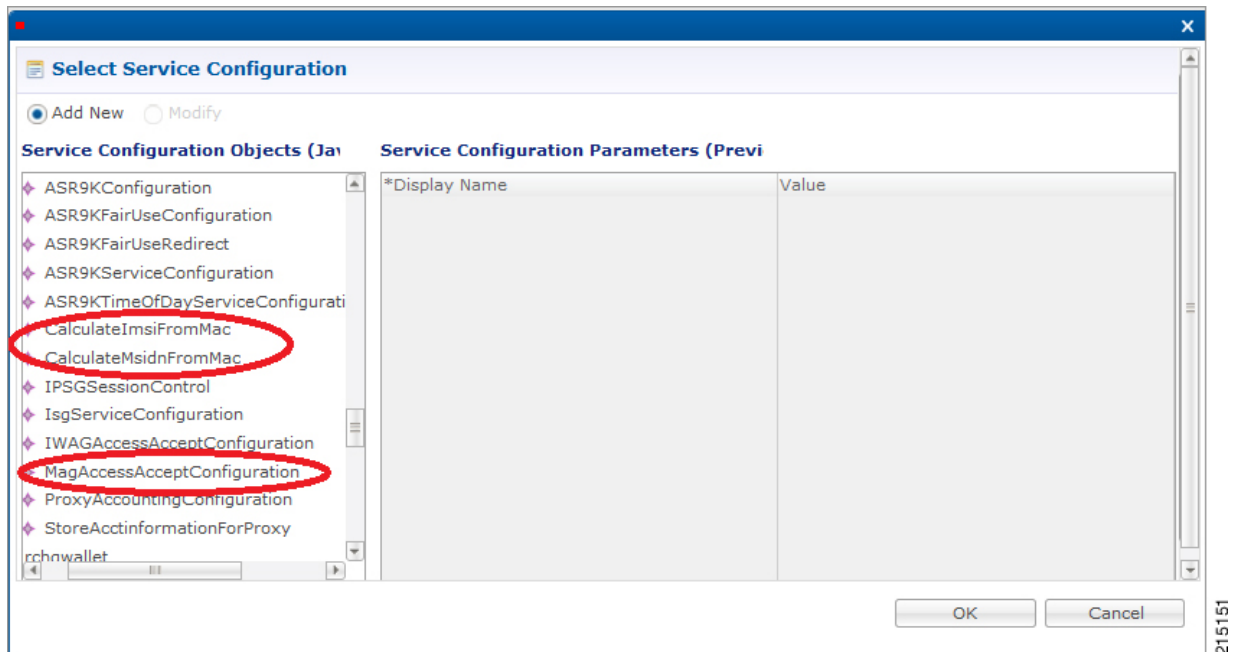 x
Select Service Configuration
Add New Modify
Service Configuration Objects (Jav
Service Configuration Parameters (Previ
ASR9KConfiguration
ASR9KFairUseConfiguration
ASR9KFairUseRedirect
ASR9KServiceConfiguration
ASR9KTimeOfDayServiceConfigurati
CalculateImsiFromMac
CalculateMsidnFromMac
IPSGSessionControl
IsgServiceConfiguration
IWAGAccessAcceptConfiguration
MagAccessAcceptConfiguration
ProxyAccountingConfiguration
StoreAcctinformationForProxy
rchgwallet
*Display Name Value
OK Cancel
215151